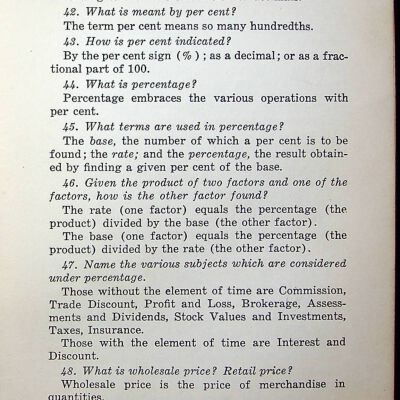 42. What is meant by per cent?
The term per cent means so many hundredths.
43. How is per cent indicated?
By the per cent sign (%); as a decimal; or as a frac-
tional part of 100.
44. What is percentage?
Percentage embraces the various operations with
per cent.
45. What terms are used in percentage?
The base, the number of which a per cent is to be
found; the rate; and the percentage, the result obtain-
ed by finding a given per cent of the base.
46. Given the product of two factors and one of the
factors, how is the other factor found?
The rate (one factor) equals the percentage (the
product) divided by the base (the other factor).
The base (one factor) equals the percentage (the
product) divided by the rate (the other factor).
47. Name the various subjects which are considered
under percentage.
Those without the element of time are Commission,
Trade Discount, Profit and Loss, Brokerage, Assess-
ments and Dividends, Stock Values and Investments,
Taxes, Insurance.
Those with the element of time are Interest and
Discount.
48. What is wholesale price? Retail price?
Wholesale price is the price of merchandise in
quantities.